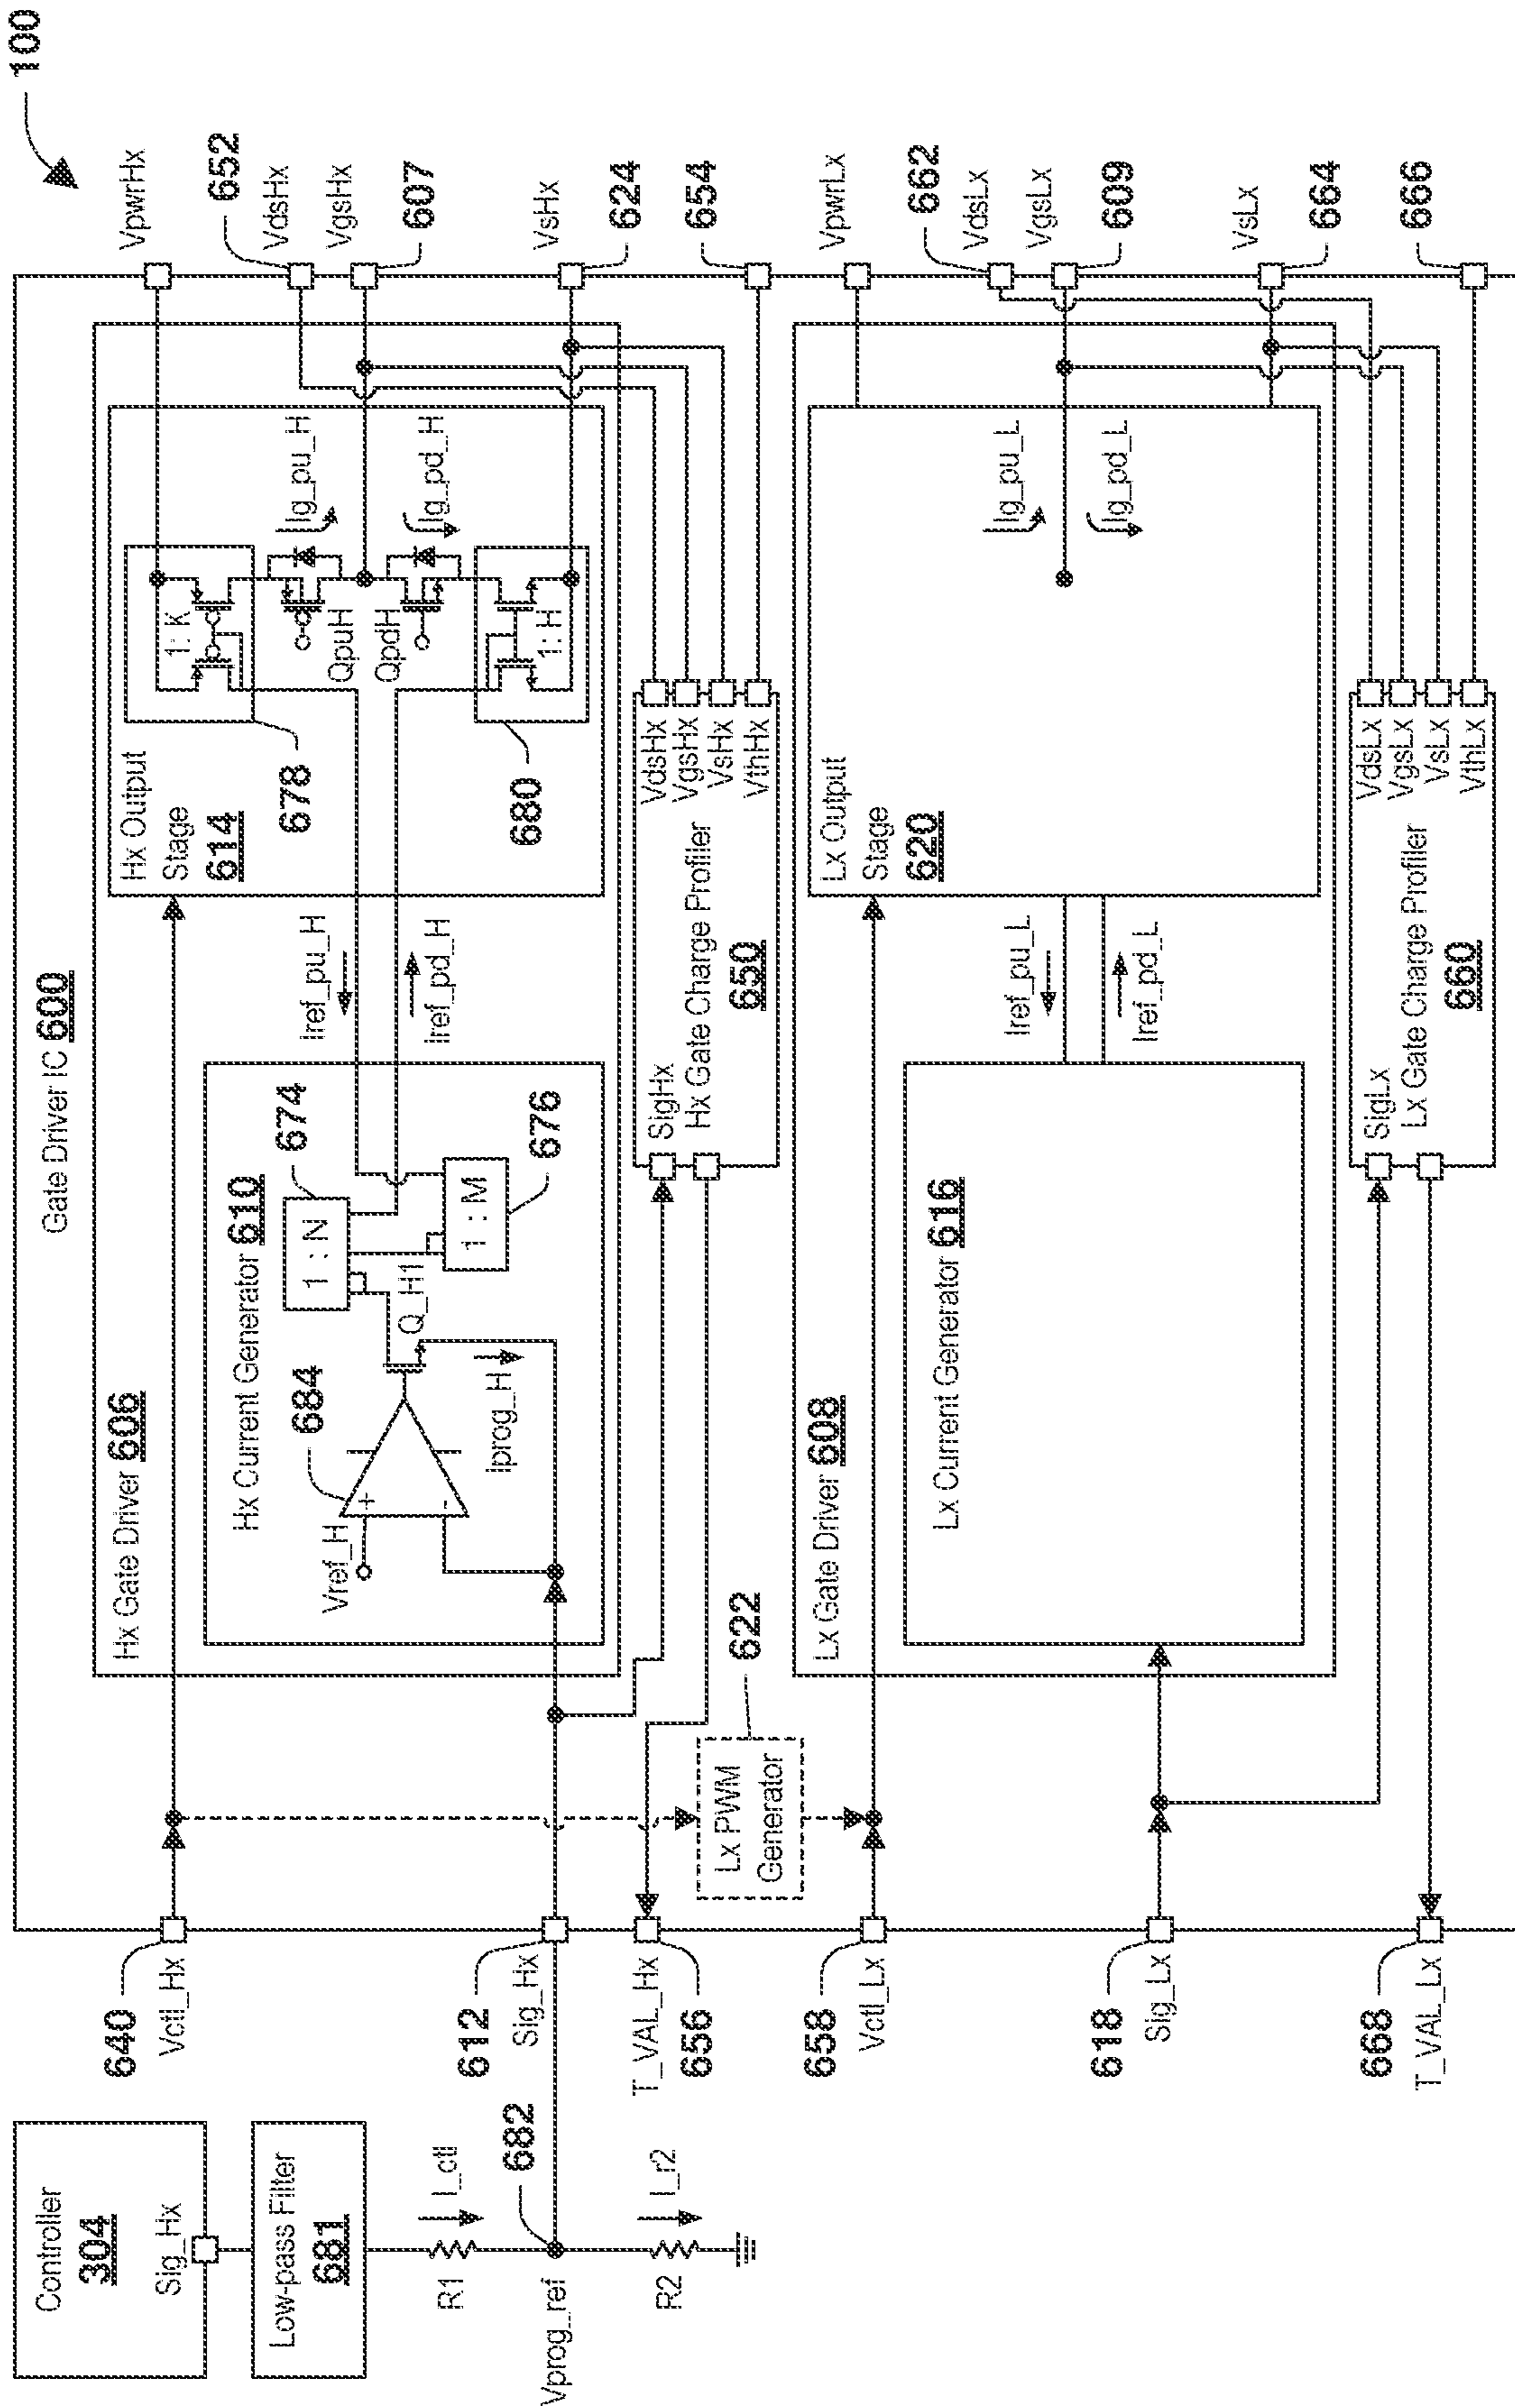 100
Controller
304
Sig_Hx
Low-pass Filter
681
R1
I_ctl
682
Vprog_ref
R2
I_r2
Gate Driver IC 600
640
Vctl_Hx
612
Sig_Hx
T_VAL_Hx
656
658
Vctl_Lx
618
Sig_Lx
668
T_VAL_Lx
Hx Gate Driver 606
Hx Current Generator 610
684
Vref_H
+
-
Q_H1
Iprog_H
1 : N
674
1 : M
676
Iref_pu_H
Iref_pd_H
Hx Output
Stage
614
678
1: K
QpuH
QpdH
1: H
680
Ig_pu_H
Ig_pd_H
VpwrHx
652
VdsHx
VgsHx
607
VsHx
624
654
SigHx
Hx Gate Charge Profiler
650
VdsHx
VgsHx
VsHx
VthHx
Lx PWM
Generator
622
Lx Gate Driver 608
Lx Current Generator 616
Iref_pu_L
Iref_pd_L
Lx Output
Stage
620
Ig_pu_L
Ig_pd_L
VpwrLx
662
VdsLx
VgsLx
609
VsLx
664
666
SigLx
Lx Gate Charge Profiler
660
VdsLx
VgsLx
VsLx
VthLx